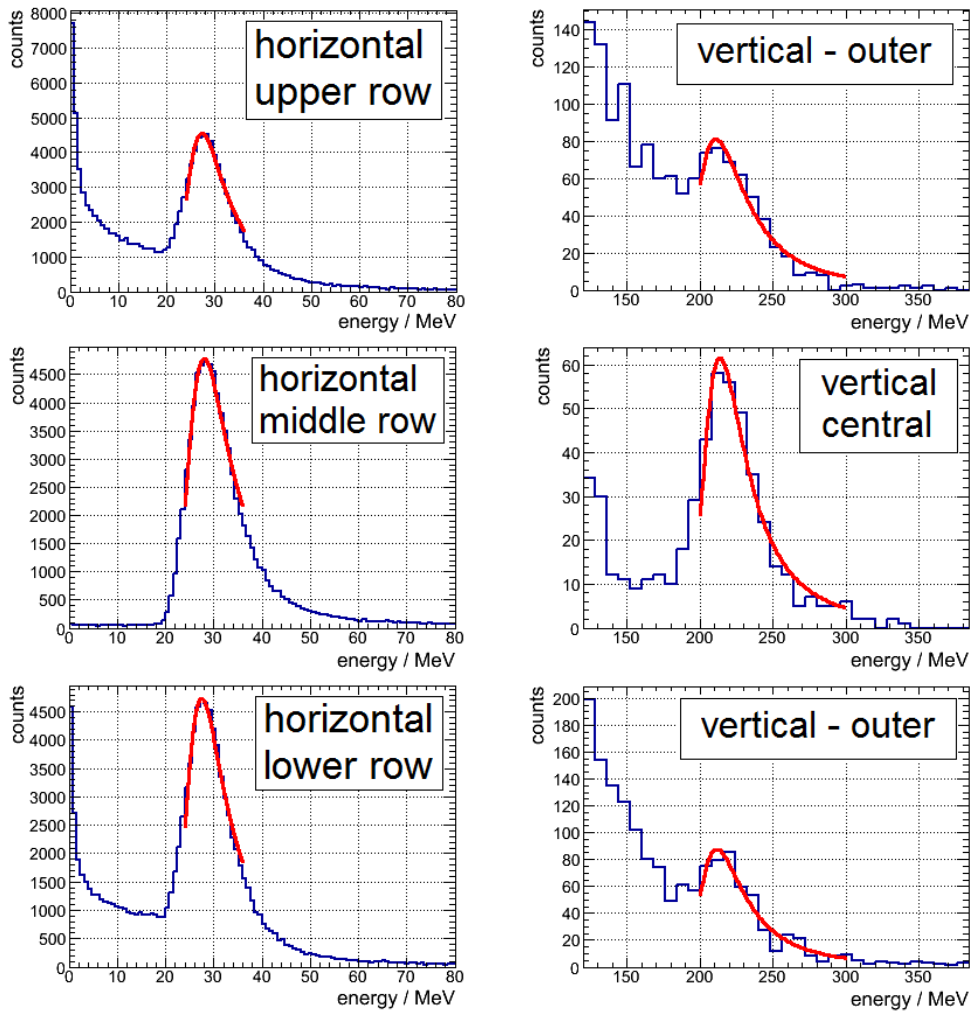 counts
8000
7000
6000
5000
4000
3000
2000
1000
0
0 10 20 30 40 50 60 70 80
energy / MeV
horizontal
upper row
counts
140
120
100
80
60
40
20
0
150 200 250 300 350
energy / MeV
vertical - outer
counts
4500
4000
3500
3000
2500
2000
1500
1000
500
0
0 10 20 30 40 50 60 70 80
energy / MeV
horizontal
middle row
counts
60
50
40
30
20
10
0
150 200 250 300 350
energy / MeV
vertical
central
counts
4500
4000
3500
3000
2500
2000
1500
1000
500
0
0 10 20 30 40 50 60 70 80
energy / MeV
horizontal
lower row
counts
200
180
160
140
120
100
80
60
40
20
0
150 200 250 300 350
energy / MeV
vertical - outer